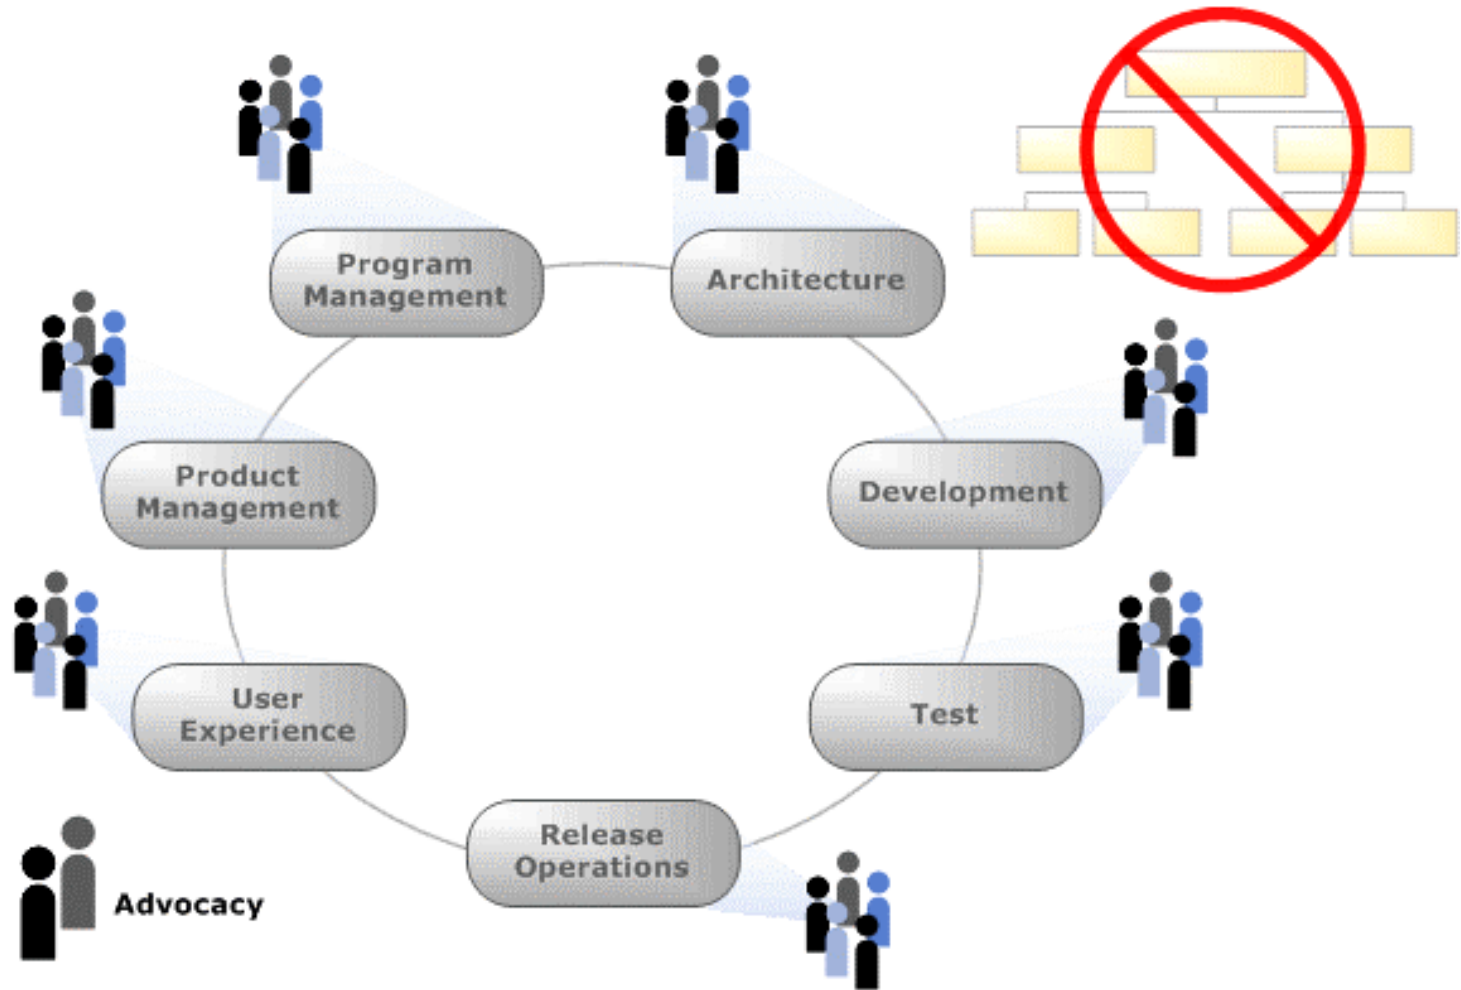 Program
Management
Architecture
Product
Management
Development
User
Experience
Test
Release
Operations
Advocacy